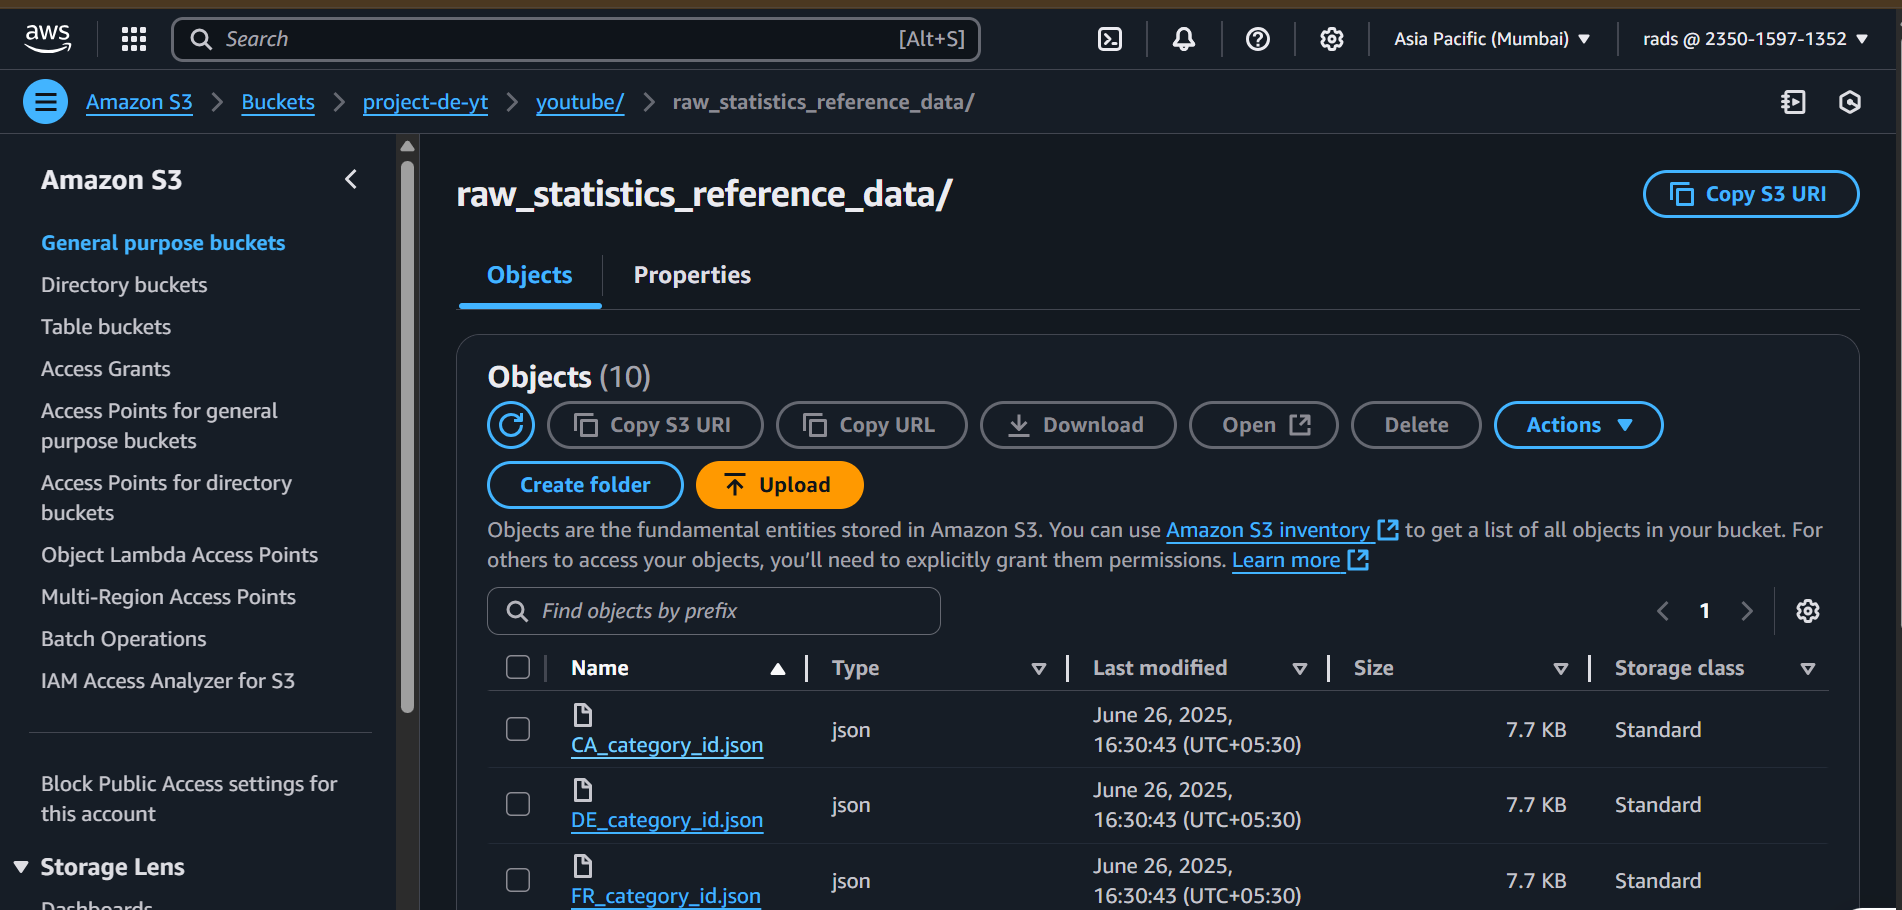 aws
Search [Alt+S]
Asia Pacific (Mumbai)
rads @ 2350-1597-1352
Amazon S3
Buckets
project-de-yt
youtube/
raw_statistics_reference_data/
Amazon S3
General purpose buckets
Directory buckets
Table buckets
Access Grants
Access Points for general
purpose buckets
Access Points for directory
buckets
Object Lambda Access Points
Multi-Region Access Points
Batch Operations
IAM Access Analyzer for S3
Block Public Access settings for
this account
Storage Lens
Dashboards
raw_statistics_reference_data/
Copy S3 URI
Objects
Properties
Objects (10)
Copy S3 URI
Copy URL
Download
Open
Delete
Actions
Create folder
Upload
Objects are the fundamental entities stored in Amazon S3. You can use Amazon S3 inventory to get a list of all objects in your bucket. For
others to access your objects, you'll need to explicitly grant them permissions. Learn more
Find objects by prefix
1
Name Type Last modified Size Storage class
CA_category_id.json json June 26, 2025, 16:30:43 (UTC+05:30) 7.7 KB Standard
DE_category_id.json json June 26, 2025, 16:30:43 (UTC+05:30) 7.7 KB Standard
FR_category_id.json json June 26, 2025, 16:30:43 (UTC+05:30) 7.7 KB Standard